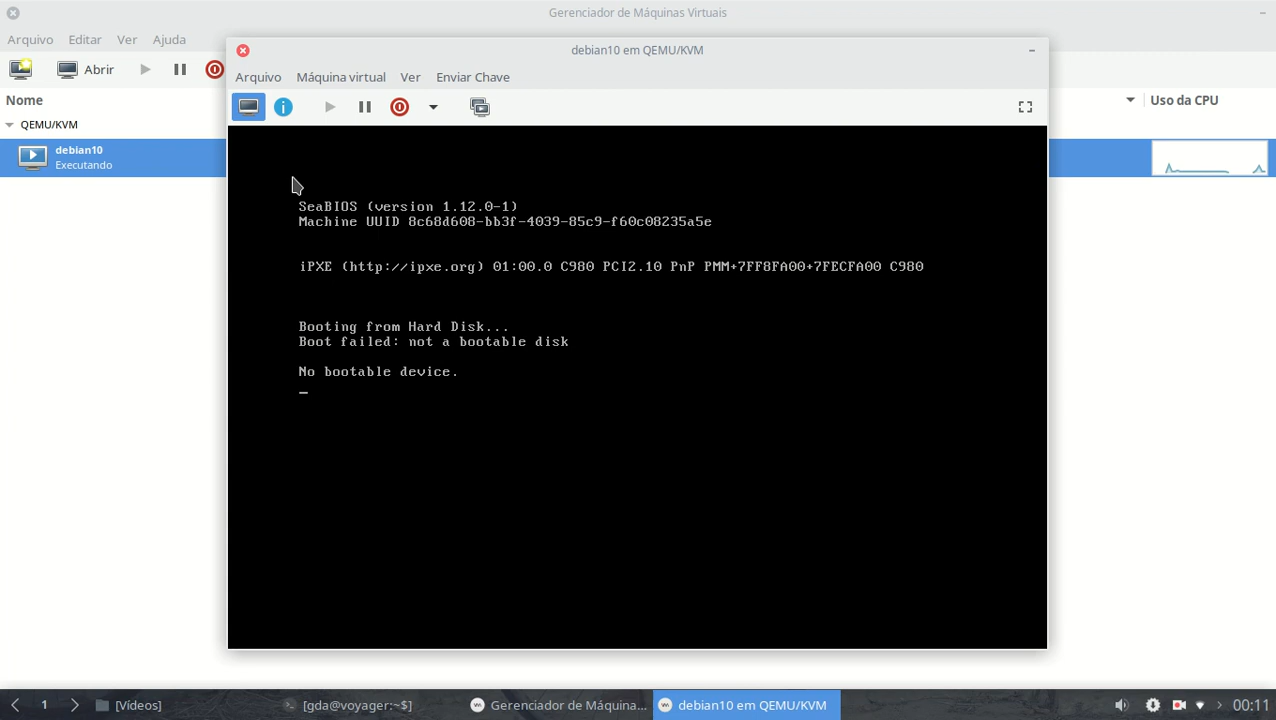 Gerenciador de Máquinas Virtuais
Arquivo Editar Ver Ajuda
Abrir
Nome
Uso da CPU
QEMU/KVM
debian10
Executando
debian10 em QEMU/KVM
Arquivo Máquina virtual Ver Enviar Chave
SeaBIOS (version 1.12.0-1)
Machine UUID 8c68d608-bb3f-4039-85c9-f60c08235a5e
iPXE (http://ipxe.org) 01:00.0 C980 PCI2.10 PnP PMM+7FF8FA00+7FECFA00 C980
Booting from Hard Disk...
Boot failed: not a bootable disk
No bootable device.
1 [Vídeos] [gda@voyager:~$] Gerenciador de Máquina... debian10 em QEMU/KVM 00:11